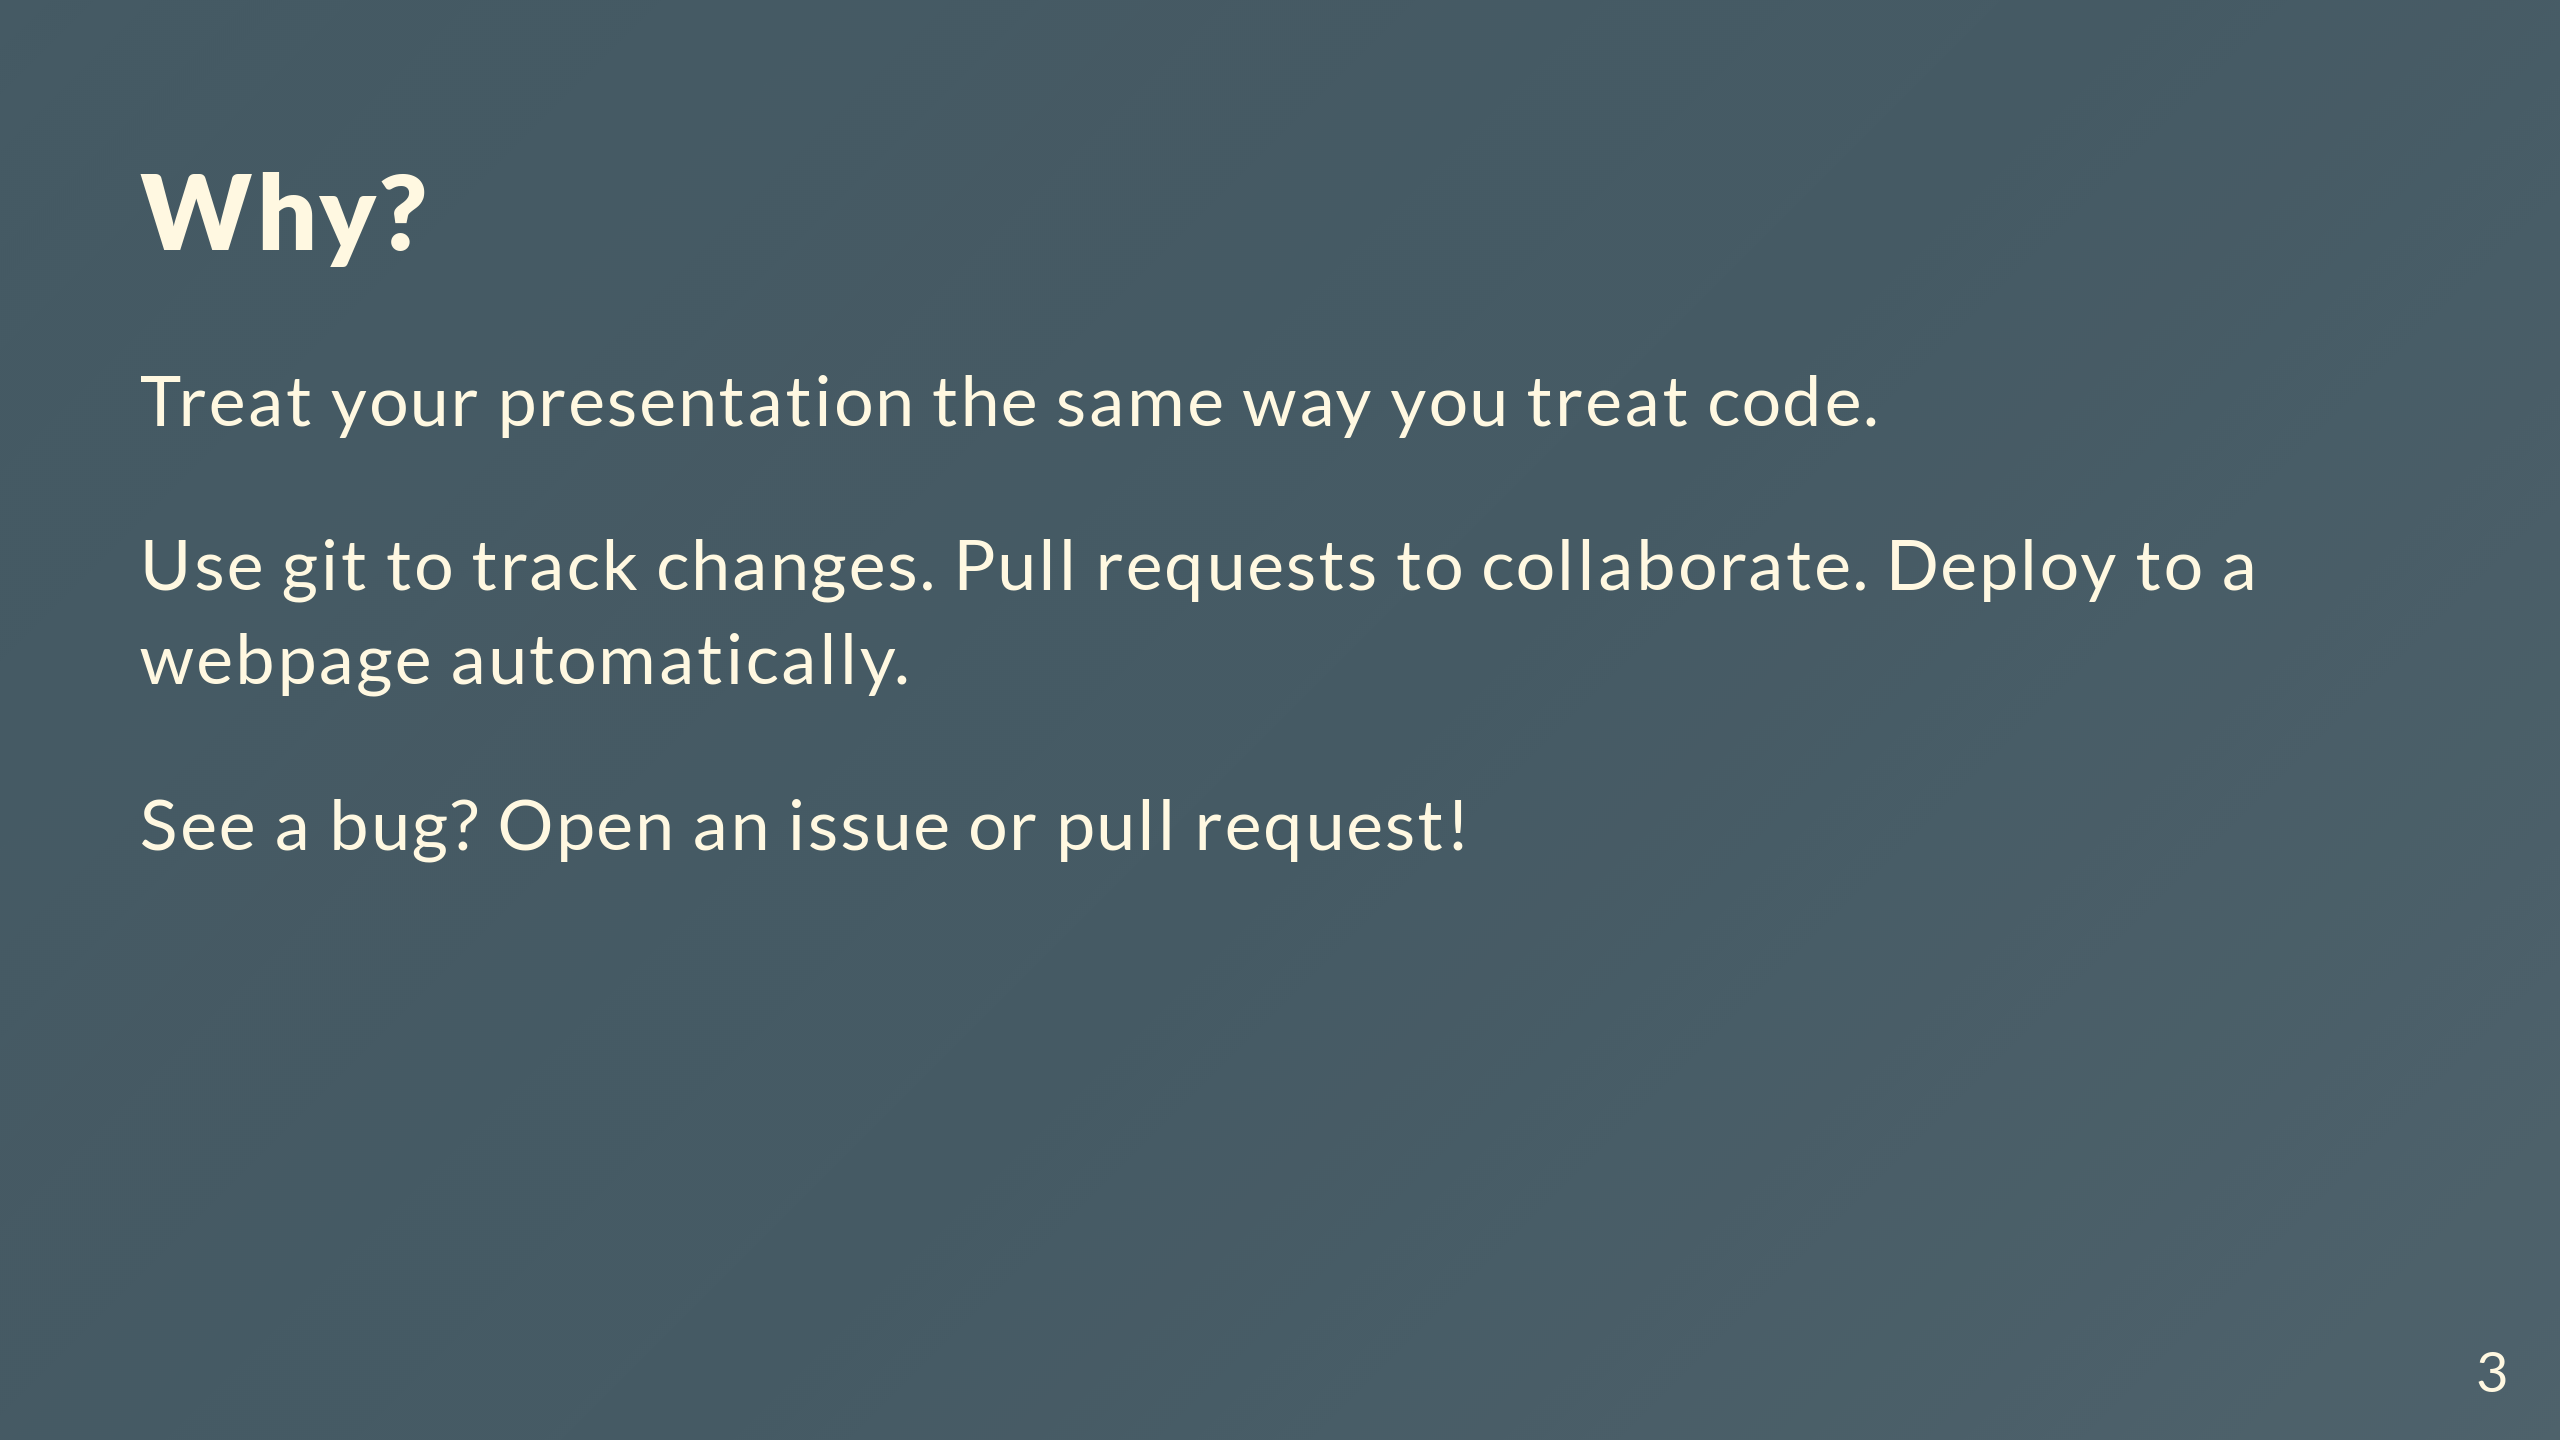 Why?
Treat your presentation the same way you treat code.
Use git to track changes. Pull requests to collaborate. Deploy to a
webpage automatically.
See a bug? Open an issue or pull request!
3